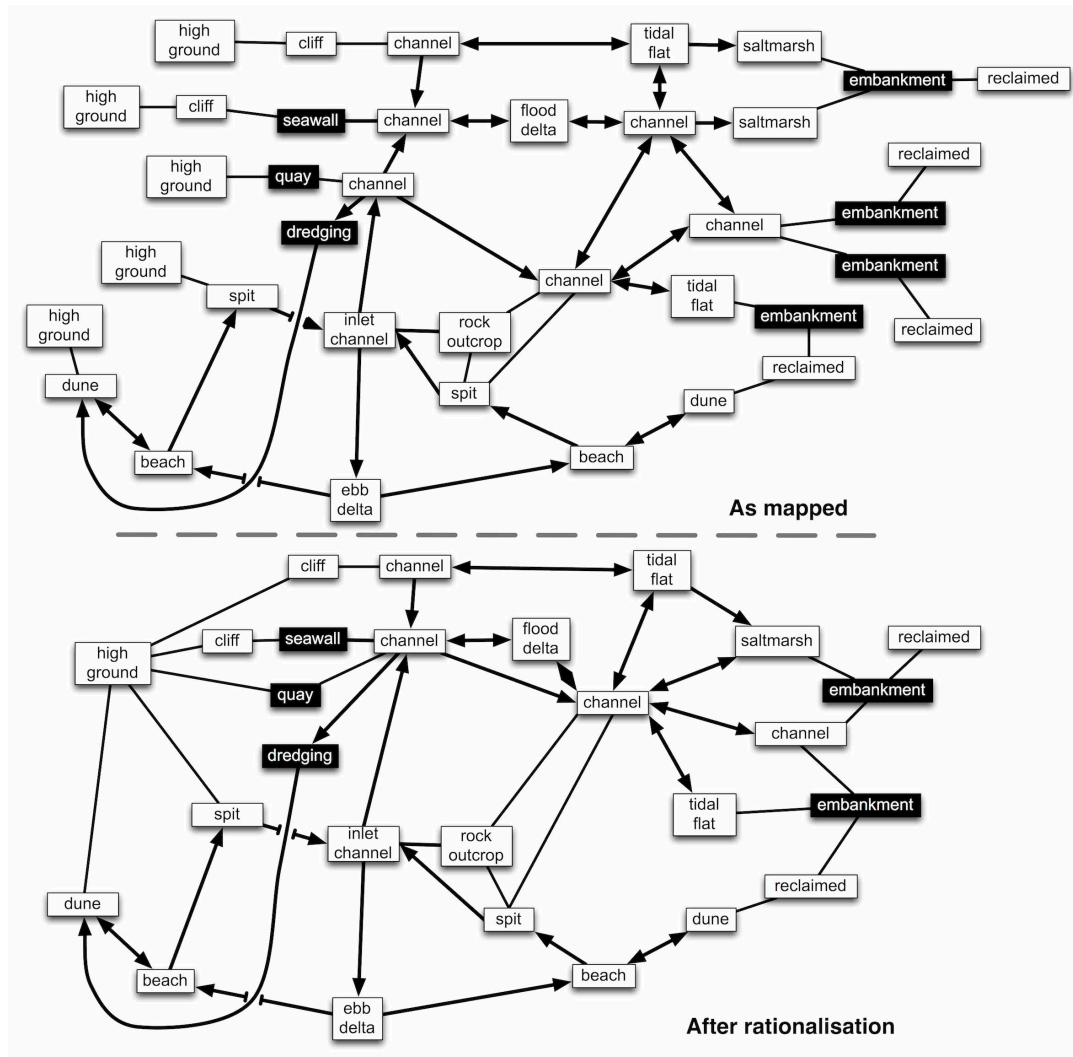 high
ground
cliff
channel
tidal
flat
saltmarsh
embankment
reclaimed
high
ground
cliff
seawall
channel
flood
delta
channel
saltmarsh
reclaimed
high
ground
quay
channel
embankment
dredging
channel
high
ground
embankment
channel
spit
tidal
flat
high
ground
inlet
channel
rock
outcrop
embankment
reclaimed
reclaimed
dune
spit
dune
beach
beach
ebb
delta
As mapped
cliff
channel
tidal
flat
high
ground
cliff
seawall
channel
flood
delta
saltmarsh
reclaimed
quay
channel
embankment
dredging
channel
spit
tidal
flat
embankment
inlet
channel
rock
outcrop
reclaimed
dune
spit
dune
beach
beach
ebb
delta
After rationalisation